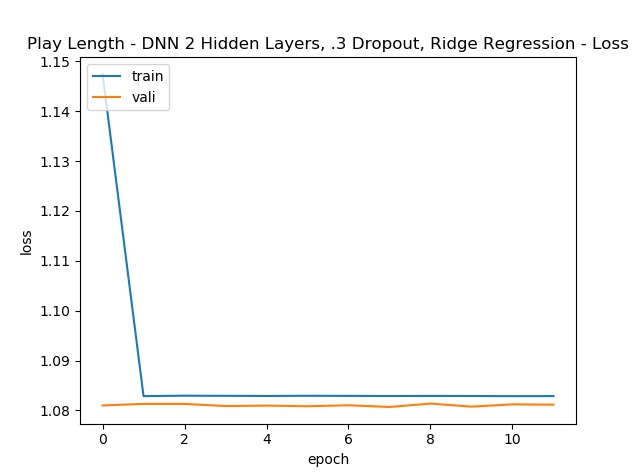 Play Length - DNN 2 Hidden Layers, .3 Dropout, Ridge Regression - Loss
train
vali
1.15
1.14
1.13
1.12
1.11
1.10
1.09
1.08
loss
0 2 4 6 8 10
epoch